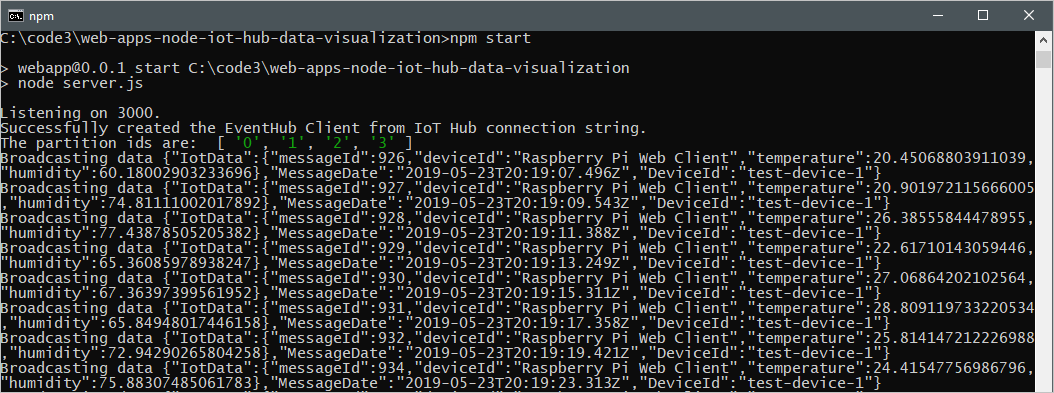 npm
C:\code3\web-apps-node-iot-hub-data-visualization>npm start
> webapp@0.0.1 start C:\code3\web-apps-node-iot-hub-data-visualization
> node server.js
Listening on 3000.
Successfully created the EventHub Client from IoT Hub connection string.
The partition ids are:  [ '0', '1', '2', '3' ]
Broadcasting data {"IotData":{"messageId":926,"deviceId":"Raspberry Pi Web Client","temperature":20.45068803911039,
"humidity":60.18002903233696},"MessageDate":"2019-05-23T20:19:07.496Z","DeviceId":"test-device-1"}
Broadcasting data {"IotData":{"messageId":927,"deviceId":"Raspberry Pi Web Client","temperature":20.901972115666005
,"humidity":74.81111002017892},"MessageDate":"2019-05-23T20:19:09.543Z","DeviceId":"test-device-1"}
Broadcasting data {"IotData":{"messageId":928,"deviceId":"Raspberry Pi Web Client","temperature":26.38555844478955,
"humidity":77.43878505205382},"MessageDate":"2019-05-23T20:19:11.388Z","DeviceId":"test-device-1"}
Broadcasting data {"IotData":{"messageId":929,"deviceId":"Raspberry Pi Web Client","temperature":22.61710143059446,
"humidity":65.36085978938247},"MessageDate":"2019-05-23T20:19:13.249Z","DeviceId":"test-device-1"}
Broadcasting data {"IotData":{"messageId":930,"deviceId":"Raspberry Pi Web Client","temperature":27.06864202102564,
"humidity":67.36397399561952},"MessageDate":"2019-05-23T20:19:15.311Z","DeviceId":"test-device-1"}
Broadcasting data {"IotData":{"messageId":931,"deviceId":"Raspberry Pi Web Client","temperature":28.809119733220534
,"humidity":65.84948017446158},"MessageDate":"2019-05-23T20:19:17.358Z","DeviceId":"test-device-1"}
Broadcasting data {"IotData":{"messageId":932,"deviceId":"Raspberry Pi Web Client","temperature":25.814147212226988
,"humidity":72.94290265804258},"MessageDate":"2019-05-23T20:19:19.421Z","DeviceId":"test-device-1"}
Broadcasting data {"IotData":{"messageId":934,"deviceId":"Raspberry Pi Web Client","temperature":24.41547756986796,
"humidity":75.88307485061783},"MessageDate":"2019-05-23T20:19:23.313Z","DeviceId":"test-device-1"}